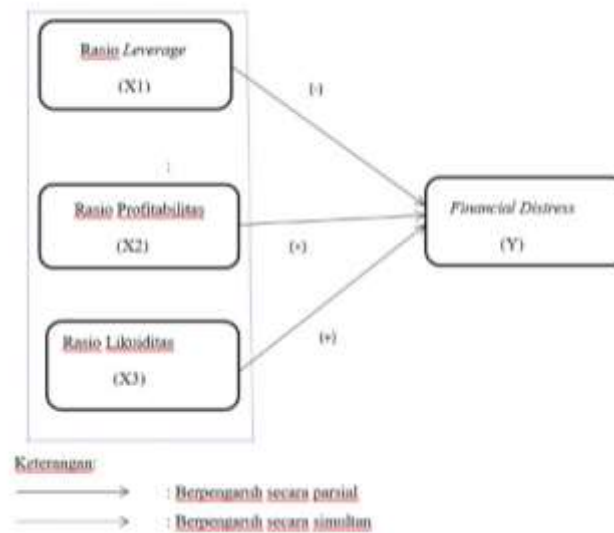 Rasio Leverage
(X1)
(-)
Rasio Profitabilitas
(X2)
(+)
Financial Distress
(Y)
Rasio Likuiditas
(X3)
(+)
Keterangan:
: Berpengaruh secara parsial
: Berpengaruh secara simultan